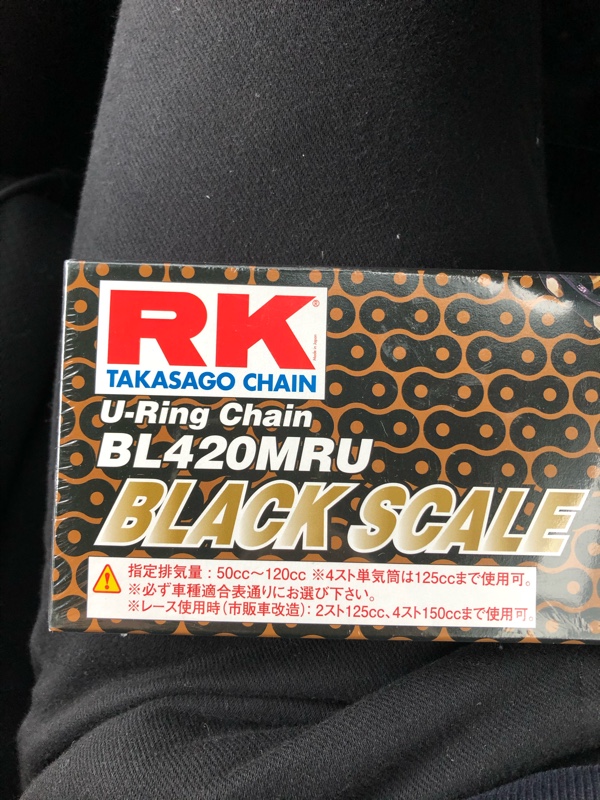 RK®
Made in Japan
TAKASAGO CHAIN
U-Ring Chain
BL420MRU
BLACK SCALE
指定排気量：50cc〜120cc ※4スト単気筒は125ccまで使用可。
※必ず車種適合表通りにお選び下さい。
※レース使用時（市販車改造）：2スト125cc、4スト150ccまで使用可。